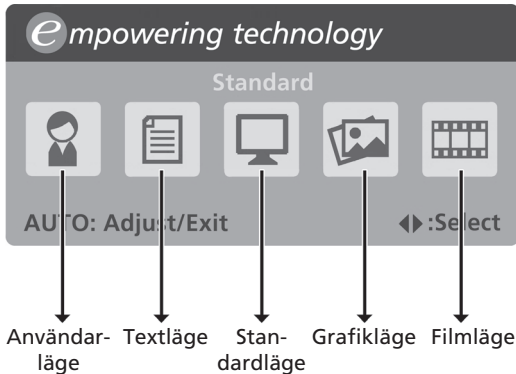 empowering technology
Standard
AUTO: Adjust/Exit :Select
Användar- Textläge Stan- Grafikläge Filmläge
läge dardläge